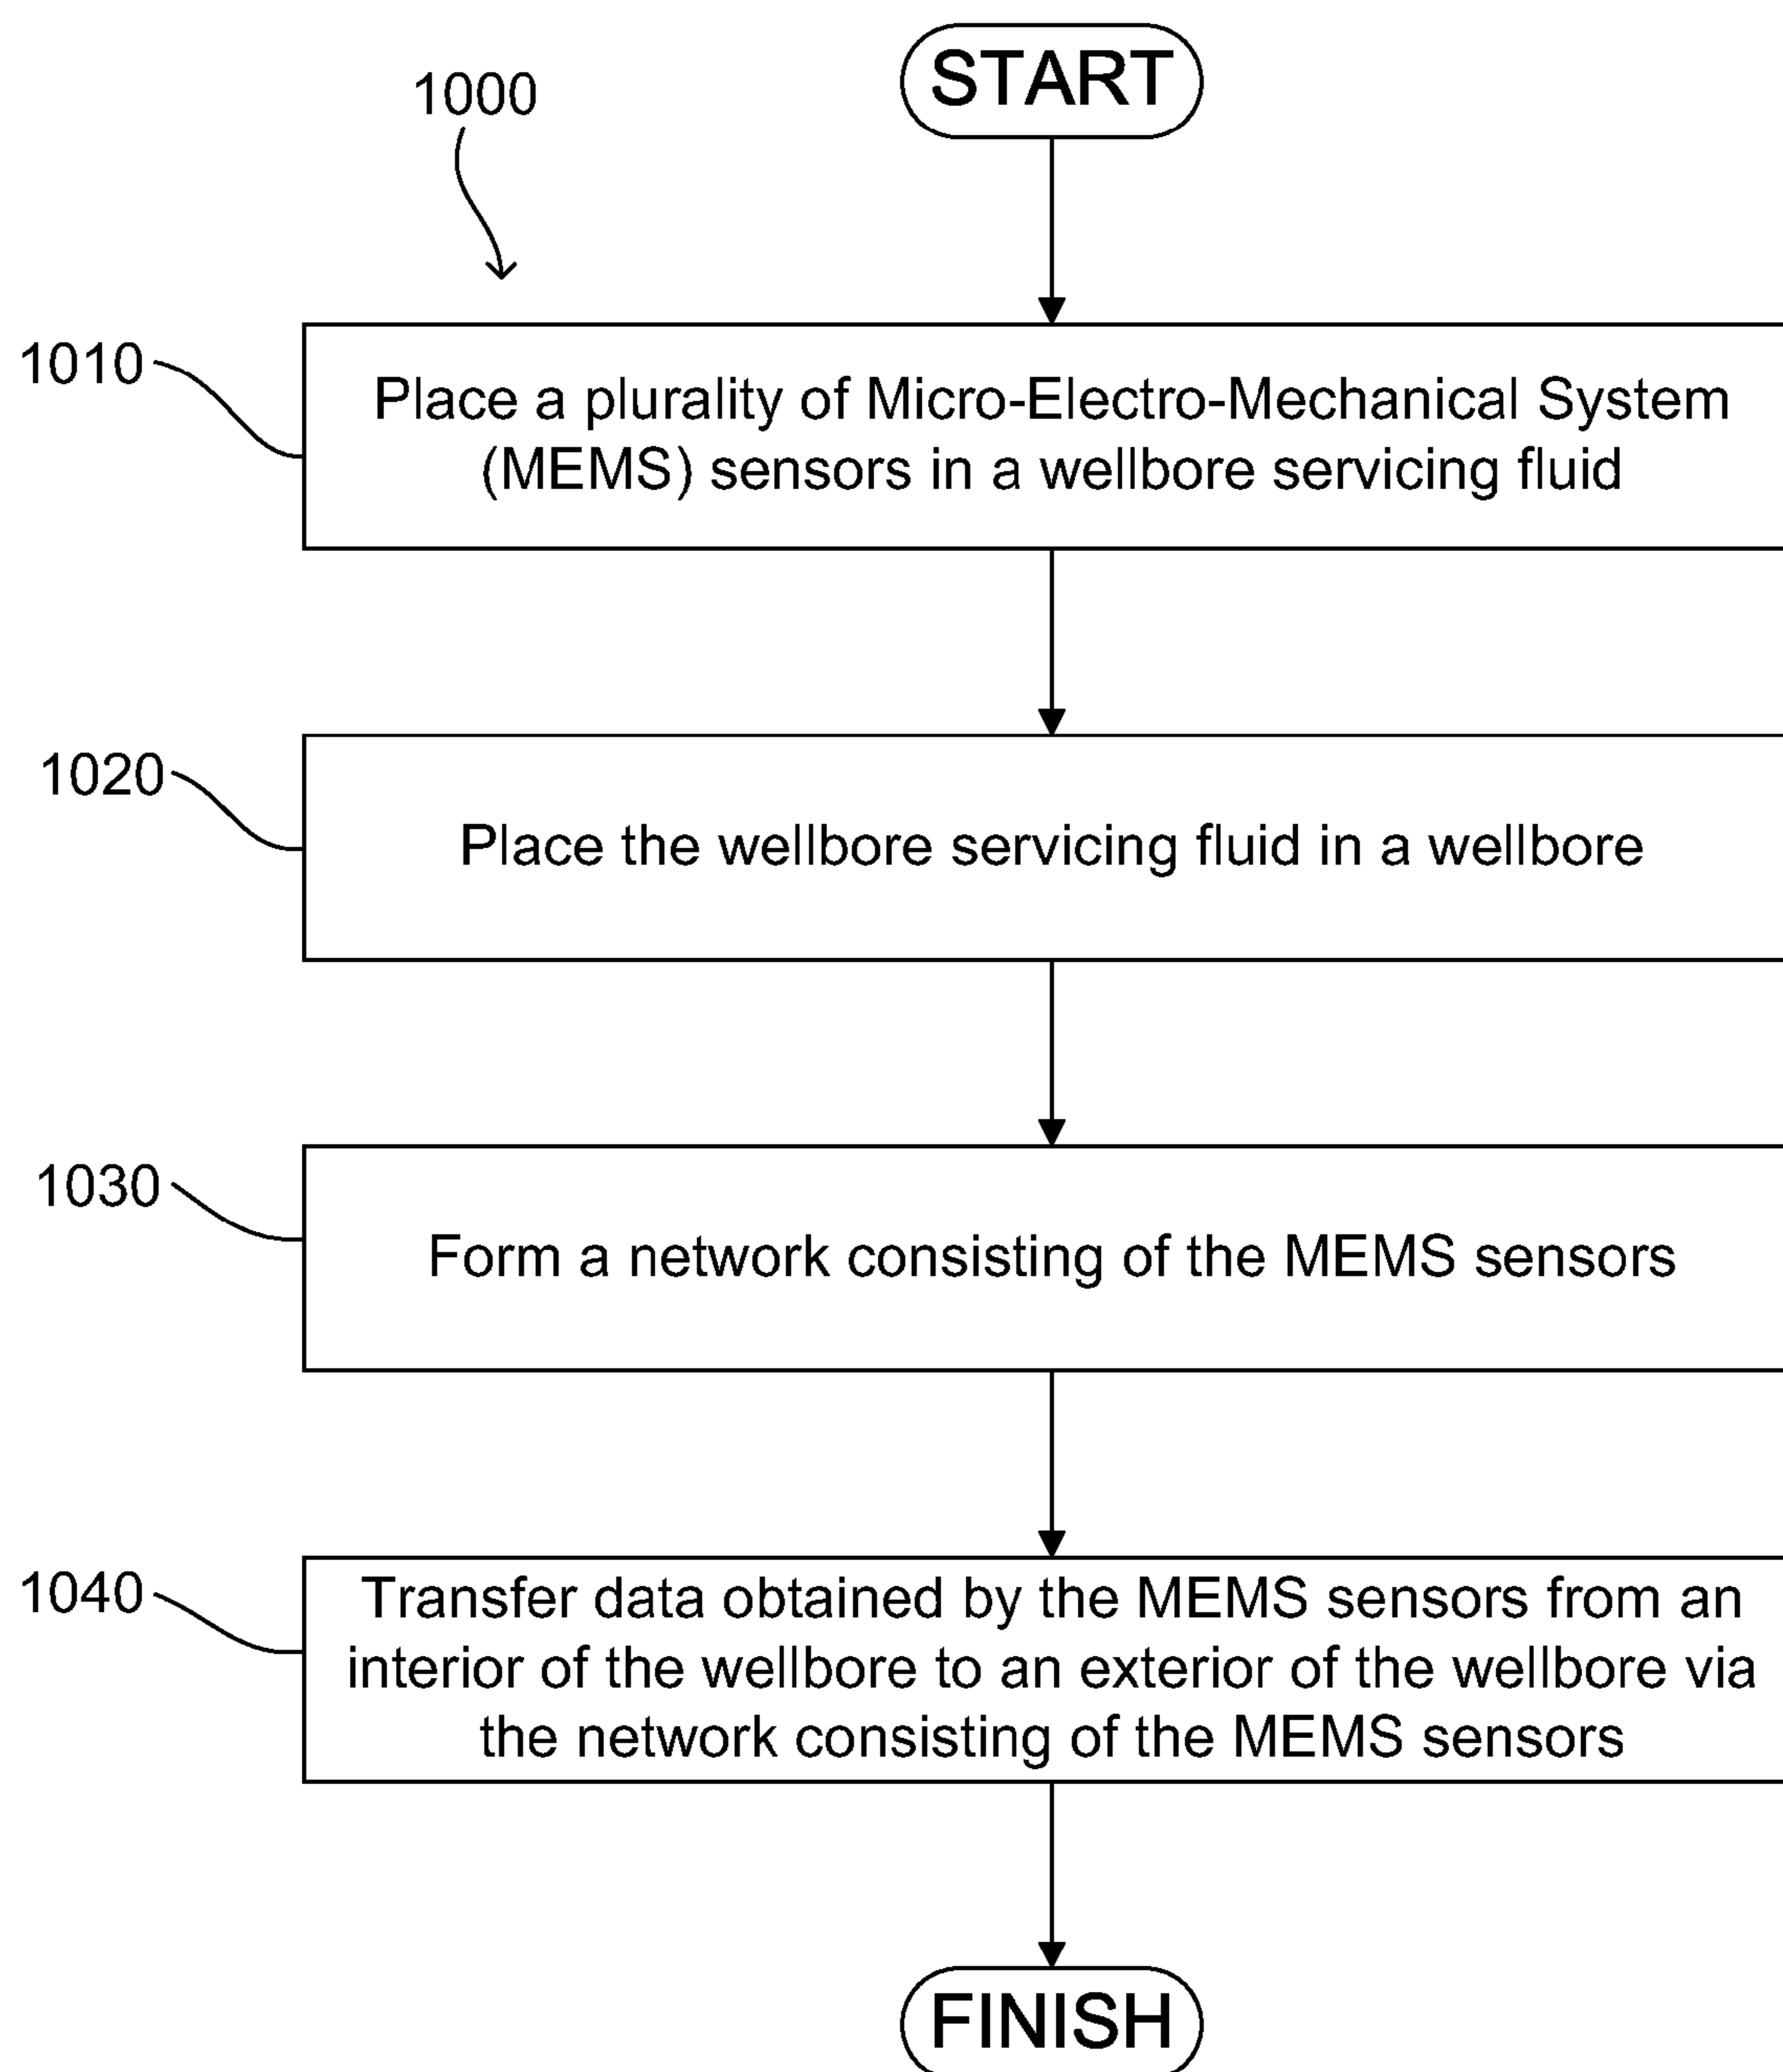 START
1000
1010
Place a plurality of Micro-Electro-Mechanical System
(MEMS) sensors in a wellbore servicing fluid
1020
Place the wellbore servicing fluid in a wellbore
1030
Form a network consisting of the MEMS sensors
1040
Transfer data obtained by the MEMS sensors from an
interior of the wellbore to an exterior of the wellbore via
the network consisting of the MEMS sensors
FINISH